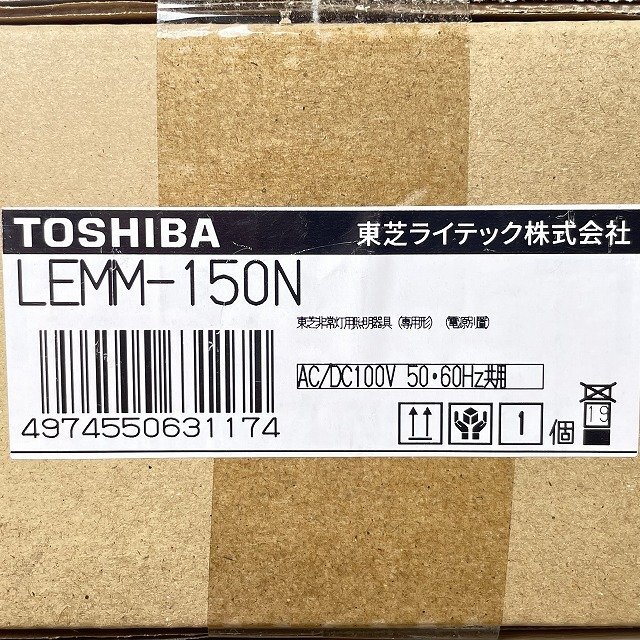 TOSHIBA 東芝ライテック株式会社
LEMM-150N
東芝非常灯用照明器具(専用形)(電源別置)
AC/DC100V 50・60Hz共用
4974550631174
1 個 19